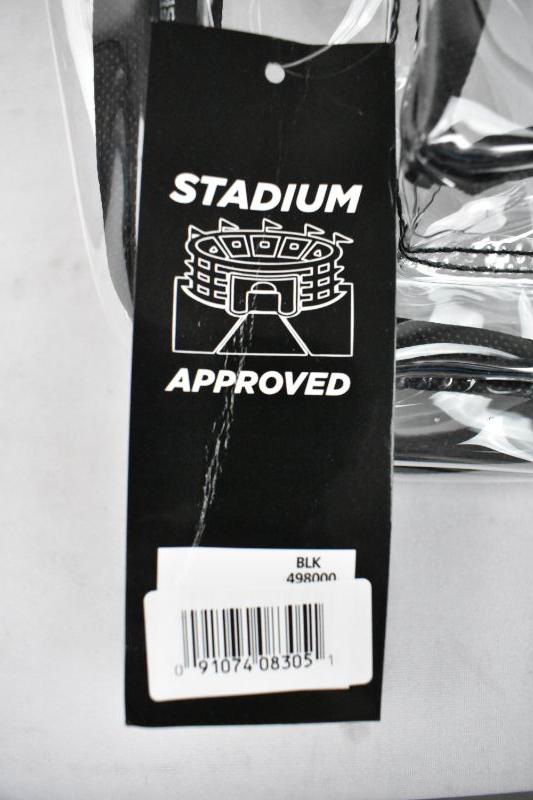 STADIUM
APPROVED
BLK
498000
0 91074 08305 1